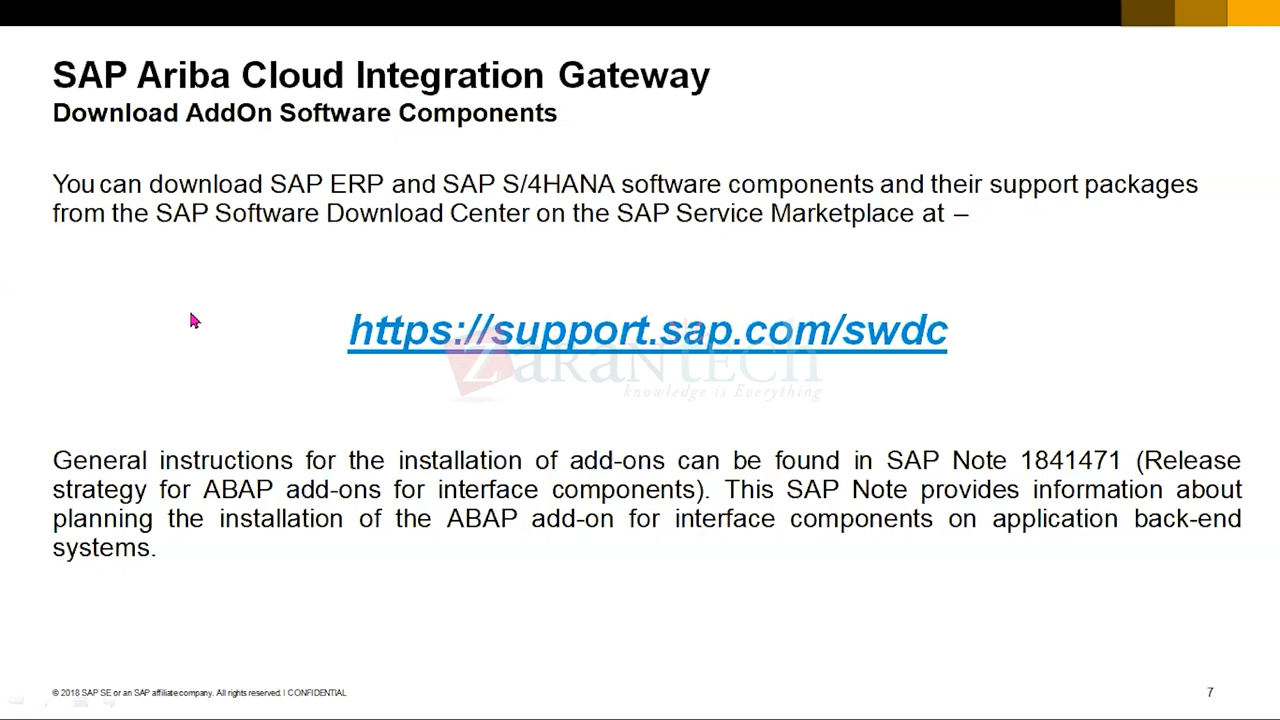 SAP Ariba Cloud Integration Gateway
Download AddOn Software Components
You can download SAP ERP and SAP S/4HANA software components and their support packages
from the SAP Software Download Center on the SAP Service Marketplace at –
https://support.sap.com/swdc
ZaranTech
knowledge is Everything
General instructions for the installation of add-ons can be found in SAP Note 1841471 (Release
strategy for ABAP add-ons for interface components). This SAP Note provides information about
planning the installation of the ABAP add-on for interface components on application back-end
systems.
© 2018 SAP SE or an SAP affiliate company. All rights reserved. I CONFIDENTIAL
7